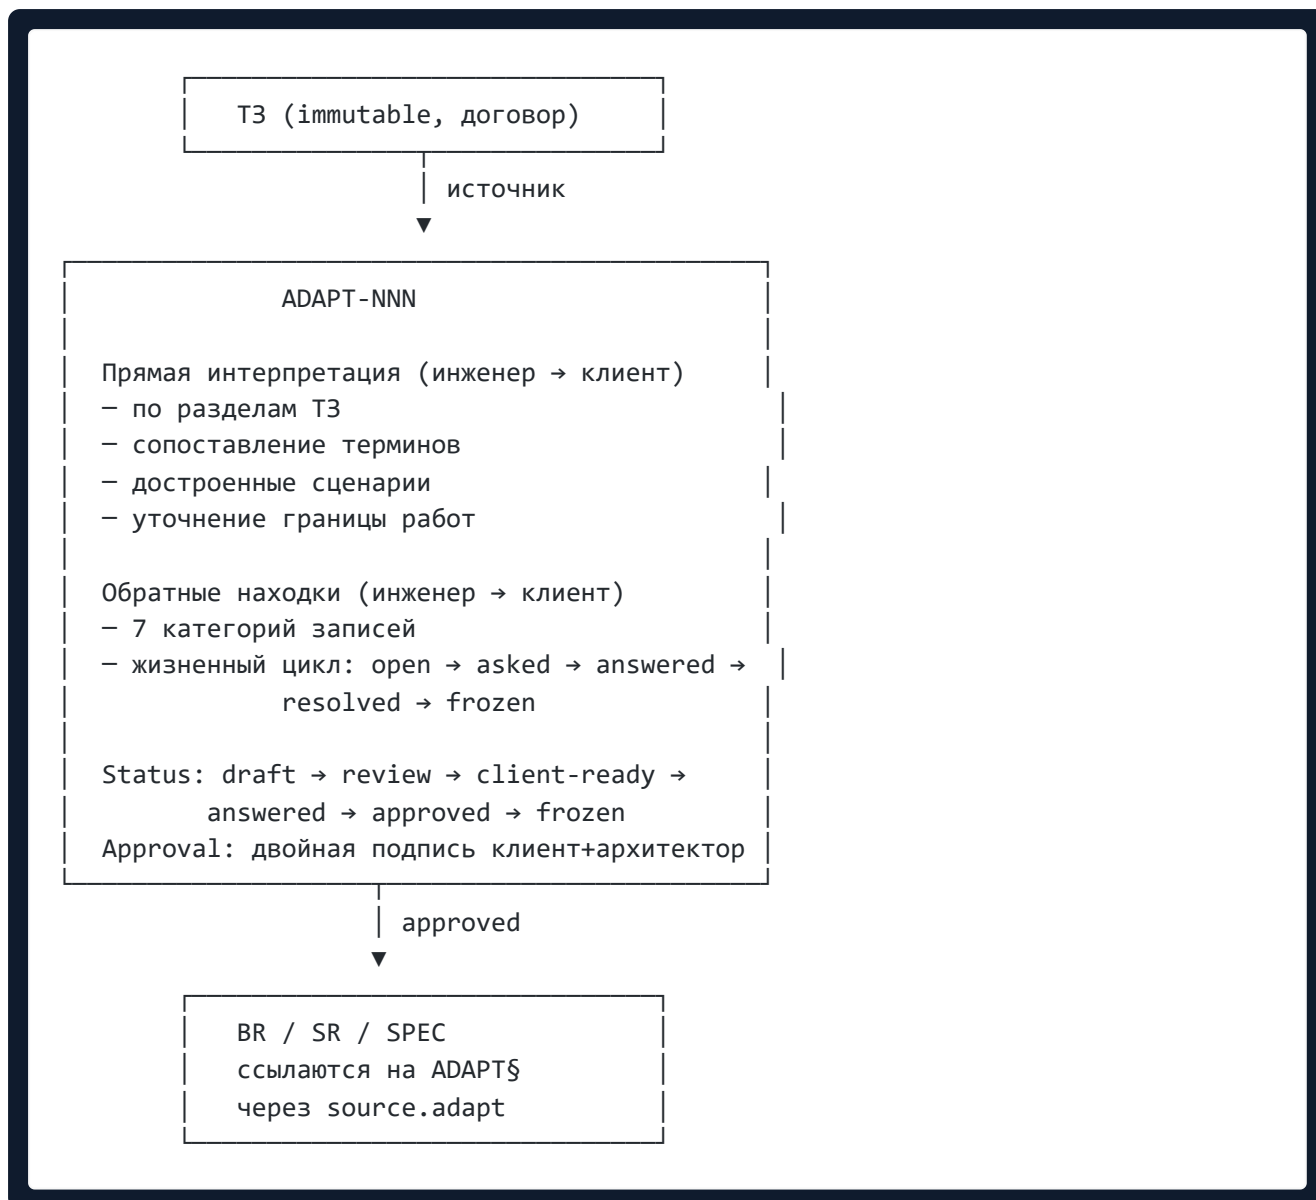 ТЗ (immutable, договор)
источник
ADAPT-NNN
Прямая интерпретация (инженер → клиент)
— по разделам ТЗ
— сопоставление терминов
— достроенные сценарии
— уточнение границы работ
Обратные находки (инженер → клиент)
— 7 категорий записей
— жизненный цикл: open → asked → answered →
resolved → frozen
Status: draft → review → client-ready →
answered → approved → frozen
Approval: двойная подпись клиент+архитектор
approved
BR / SR / SPEC
ссылаются на ADAPT§
через source.adapt